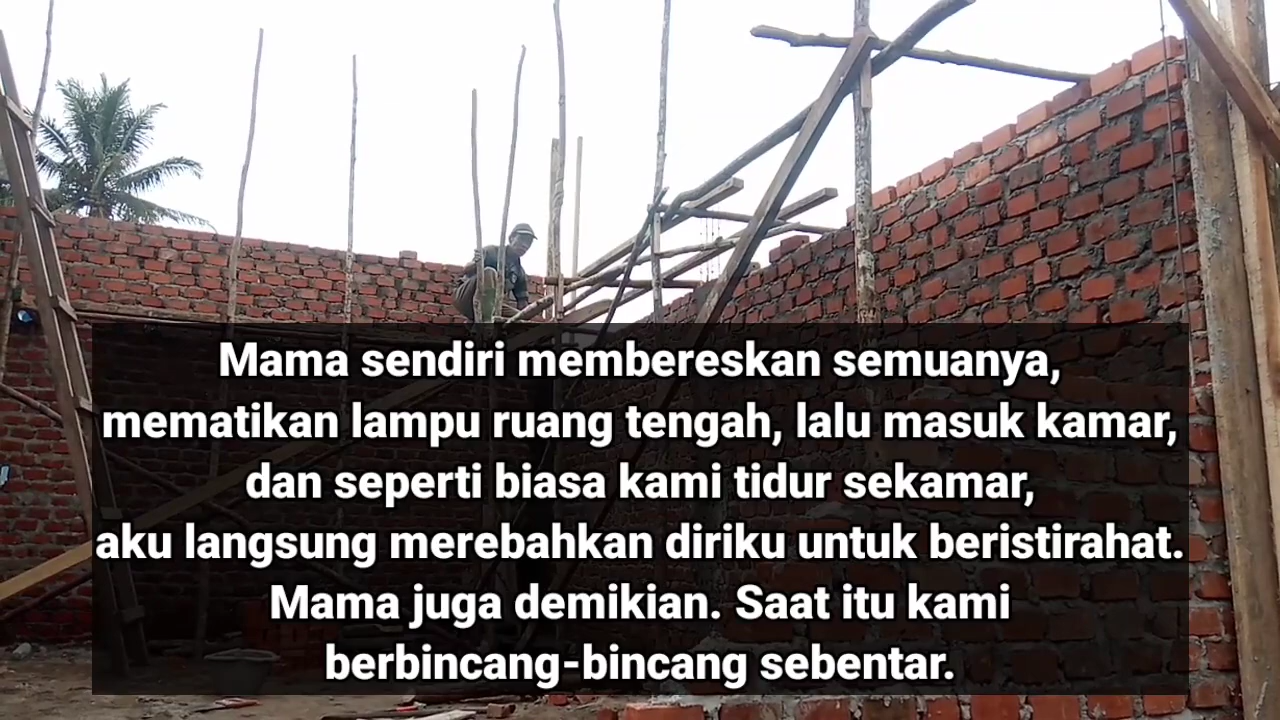 Mama sendiri membereskan semuanya,
mematikan lampu ruang tengah, lalu masuk kamar,
dan seperti biasa kami tidur sekamar,
aku langsung merebahkan diriku untuk beristirahat.
Mama juga demikian. Saat itu kami
berbincang-bincang sebentar.